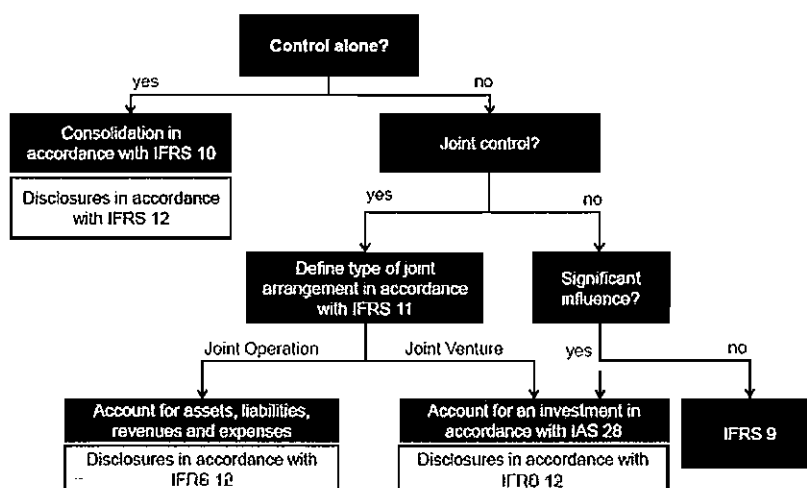 Control alone?
yes
no
Consolidation in
accordance with IFRS 10
Joint control?
Disclosures in accordance
with IFRS 12
yes
no
Define type of joint
arrangement in accordance
with IFRS 11
Significant
influence?
Joint Operation
Joint Venture
yes
no
Account for assets, liabilities,
revenues and expenses
Account for an investment in
accordance with IAS 28
IFRS 9
Disclosures in accordance with
IFRS 12
Disclosures in accordance with
IFRS 12